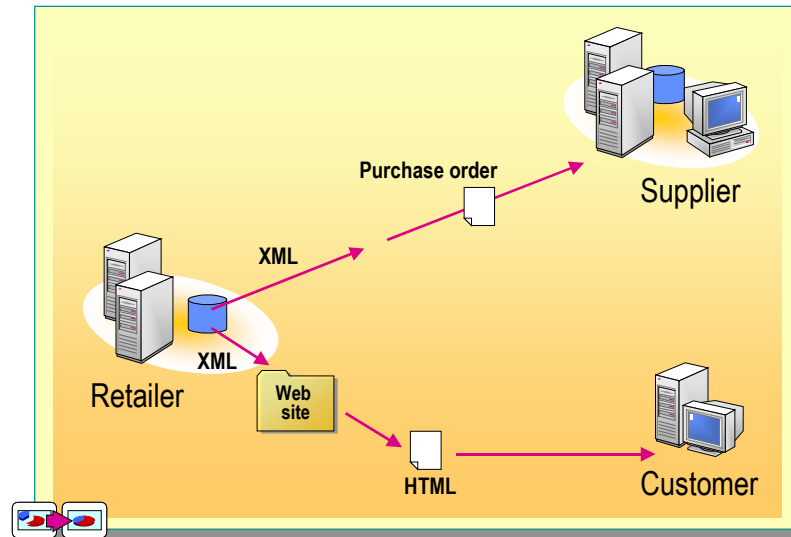 Purchase order
Supplier
XML
XML
Retailer
Web
site
HTML
Customer